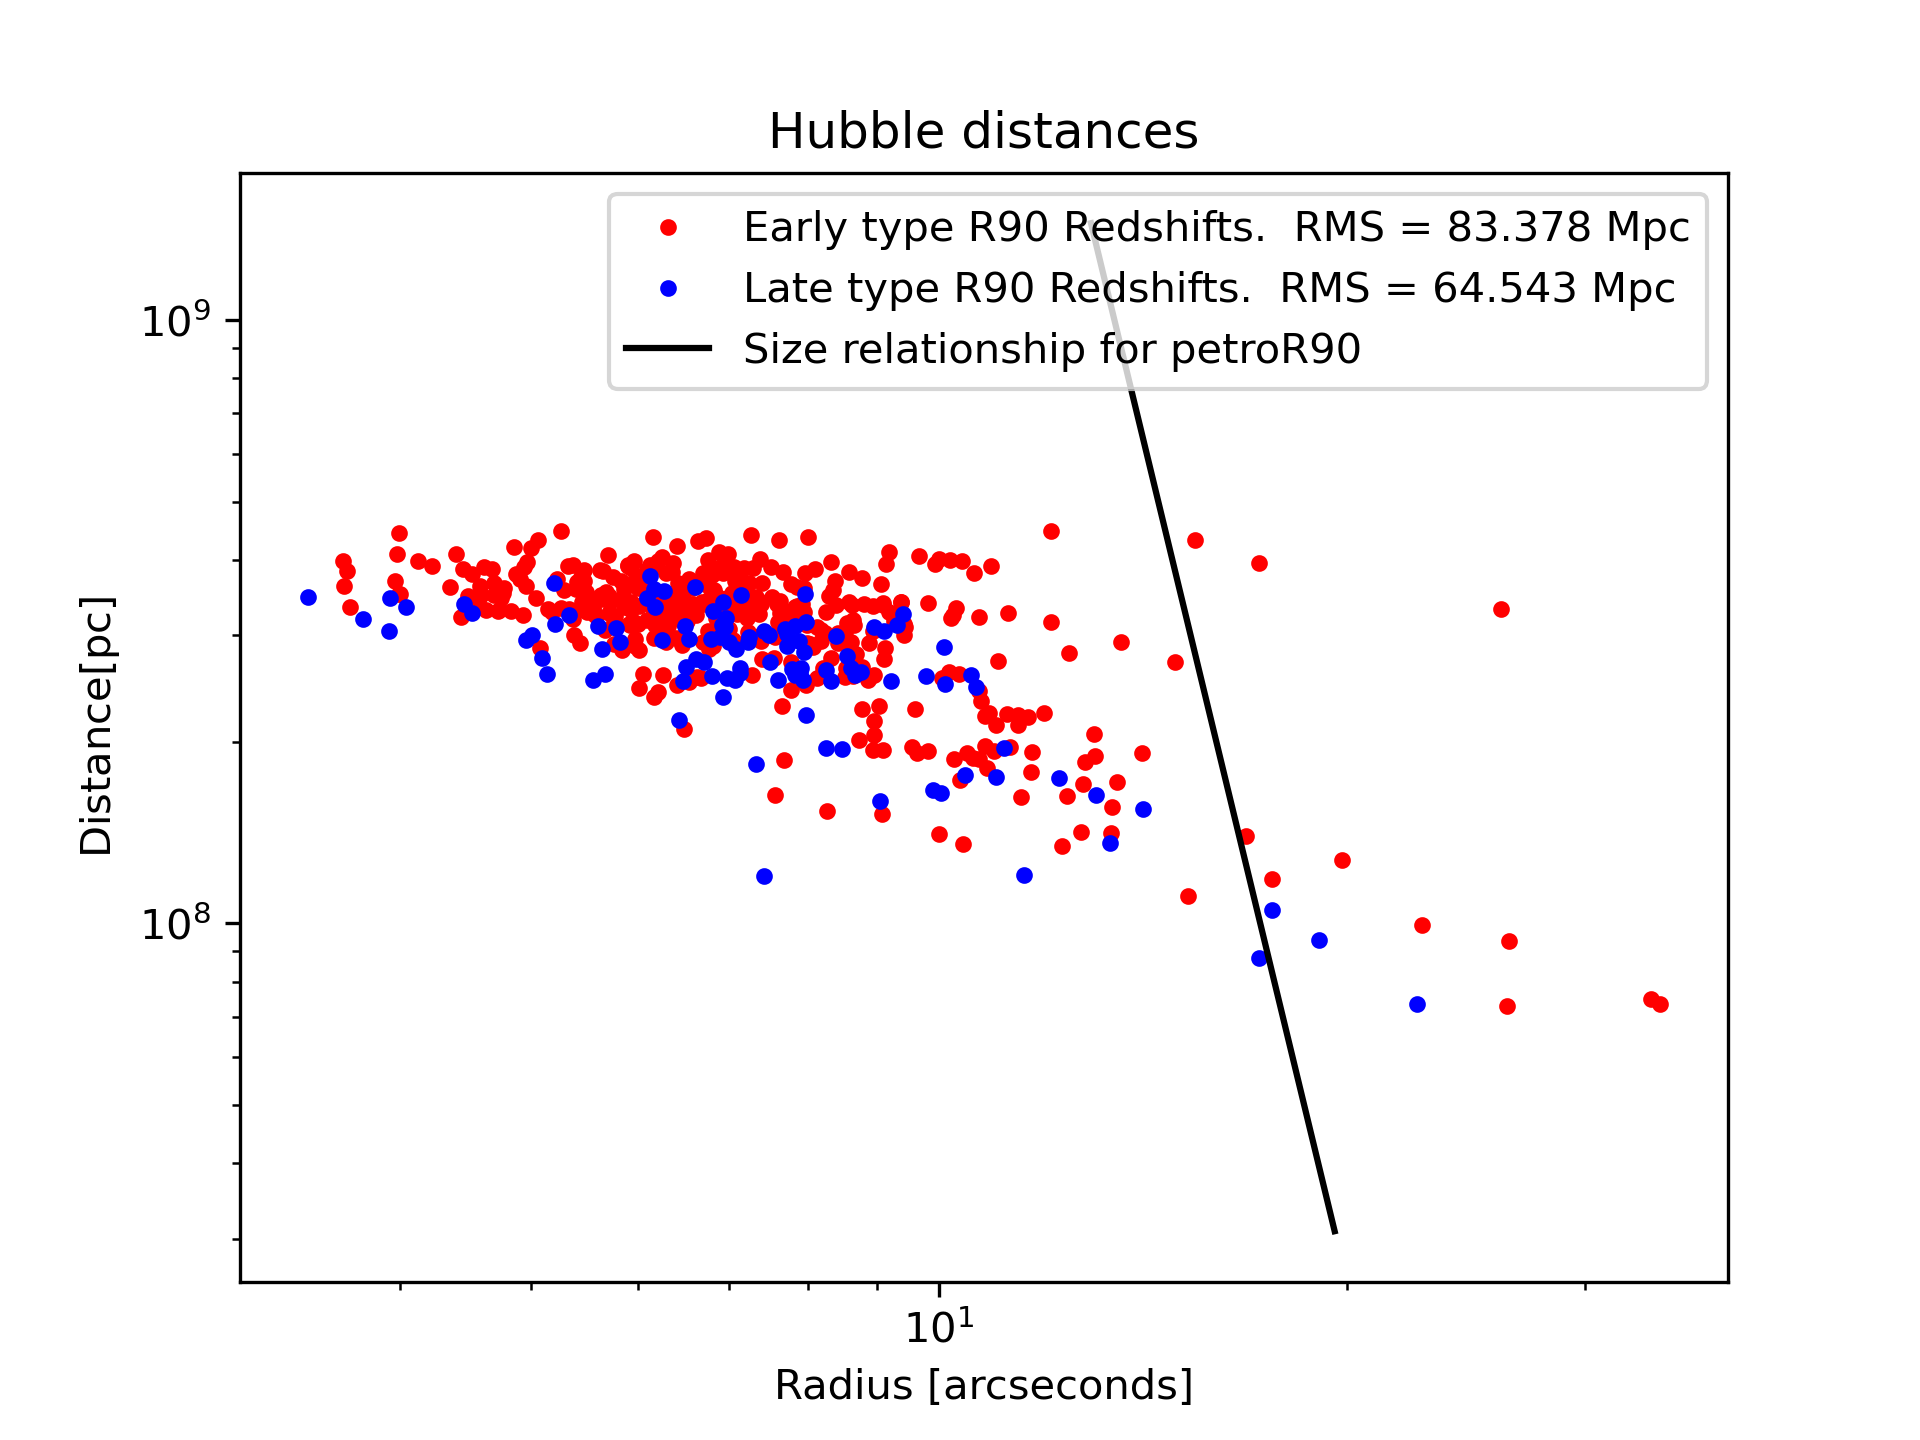 Hubble distances
Early type R90 Redshifts.  RMS = 83.378 Mpc
Late type R90 Redshifts.  RMS = 64.543 Mpc
Size relationship for petroR90
10⁹
10⁸
Distance[pc]
10¹
Radius [arcseconds]